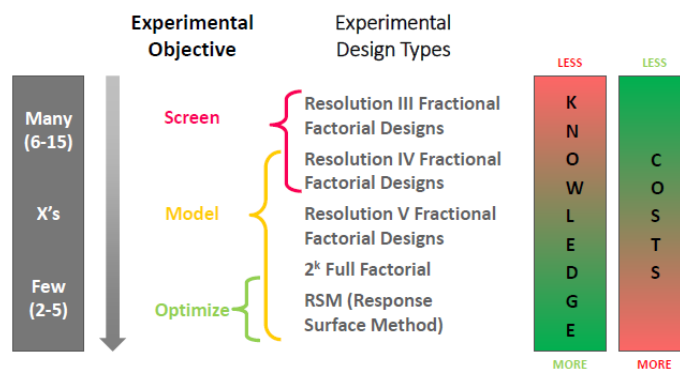 Experimental
Objective
Experimental
Design Types
LESS
LESS
Many
(6-15)
X's
Few
(2-5)
Screen
Model
Optimize
Resolution III Fractional
Factorial Designs
Resolution IV Fractional
Factorial Designs
Resolution V Fractional
Factorial Designs
2ᵏ Full Factorial
RSM (Response
Surface Method)
K
N
O
W
L
E
D
G
E
C
O
S
T
S
MORE
MORE